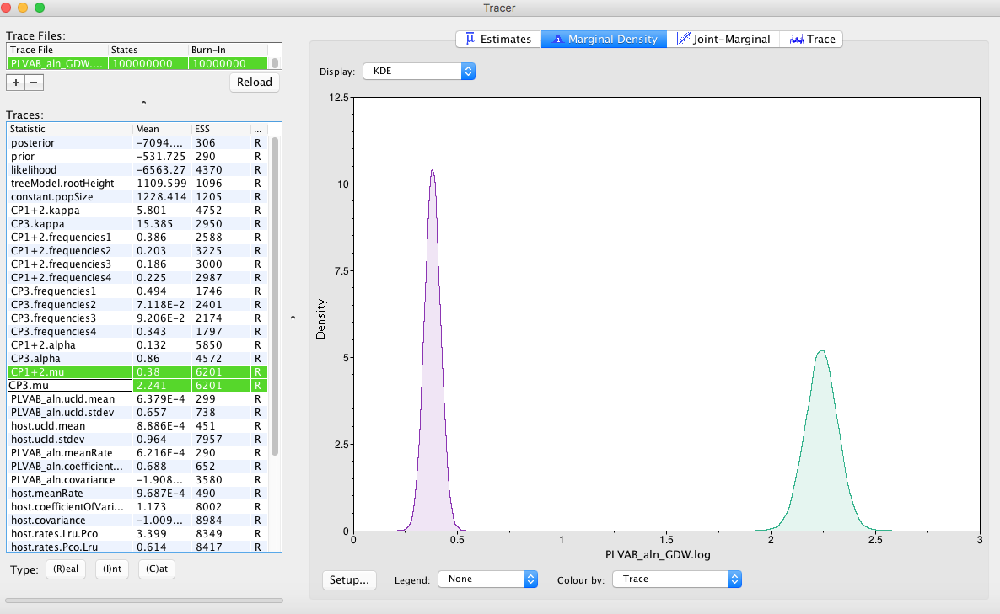 Tracer
Trace Files:
Trace File States Burn-In
PLVAB_aln_GDW.... 100000000 10000000
+ − Reload
Traces:
Statistic Mean ESS ...
posterior -7094.... 306 R
prior -531.725 290 R
likelihood -6563.27 4370 R
treeModel.rootHeight 1109.599 1096 R
constant.popSize 1228.414 1205 R
CP1+2.kappa 5.801 4752 R
CP3.kappa 15.385 2950 R
CP1+2.frequencies1 0.386 2588 R
CP1+2.frequencies2 0.203 3225 R
CP1+2.frequencies3 0.186 3000 R
CP1+2.frequencies4 0.225 2987 R
CP3.frequencies1 0.494 1746 R
CP3.frequencies2 7.118E-2 2401 R
CP3.frequencies3 9.206E-2 2174 R
CP3.frequencies4 0.343 1797 R
CP1+2.alpha 0.132 5850 R
CP3.alpha 0.86 4572 R
CP1+2.mu 0.38 6201 R
CP3.mu 2.241 6201 R
PLVAB_aln.ucld.mean 6.379E-4 299 R
PLVAB_aln.ucld.stdev 0.657 738 R
host.ucld.mean 8.886E-4 451 R
host.ucld.stdev 0.964 7957 R
PLVAB_aln.meanRate 6.216E-4 290 R
PLVAB_aln.coefficient... 0.688 652 R
PLVAB_aln.covariance -1.908... 3580 R
host.meanRate 9.687E-4 490 R
host.coefficientOfVari... 1.173 8002 R
host.covariance -1.009... 8984 R
host.rates.Lru.Pco 3.399 8349 R
host.rates.Pco.Lru 0.614 8417 R
Type: (R)eal (I)nt (C)at
μ Estimates 1 Marginal Density Joint-Marginal Trace
Display: KDE
12.5
10
7.5
5
2.5
0
Density
0 0.5 1 1.5 2 2.5 3
PLVAB_aln_GDW.log
Setup... Legend: None Colour by: Trace